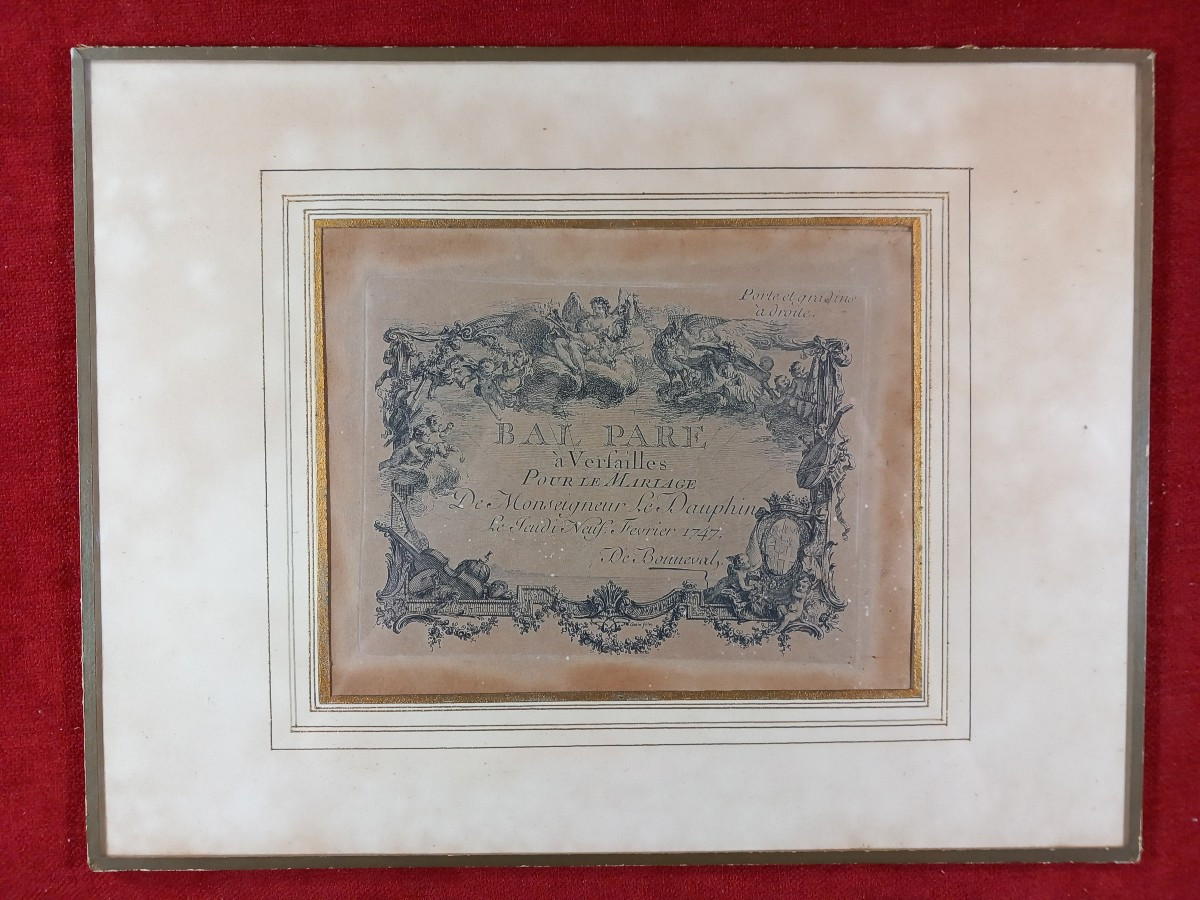 Porte et gradins
à droite.
BAL PARE
à Verſailles
POUR LE MARIAGE
De Monseigneur Le Dauphin
Le Jeudi Neuf. Fevrier 1747.
De Bonneval,